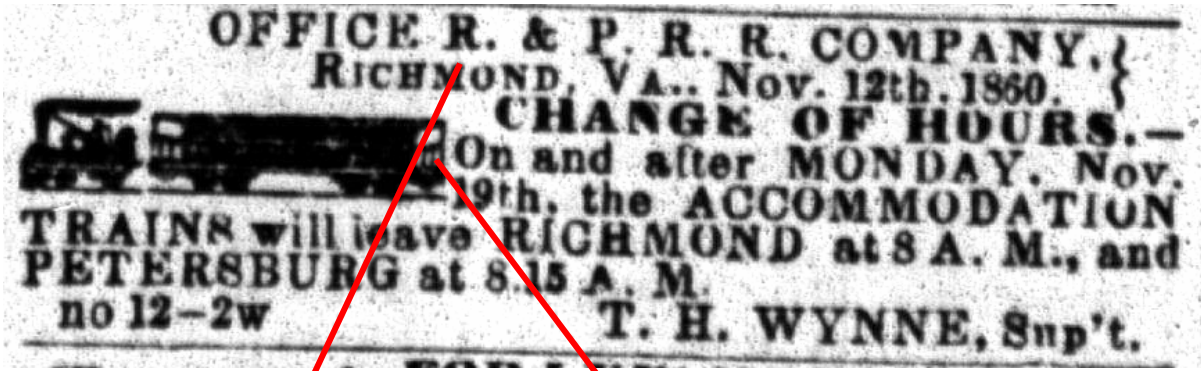 OFFICE R. & P. R. R. COMPANY,
RICHMOND, VA., Nov. 12th, 1860.
CHANGE OF HOURS.—
On and after MONDAY, Nov.
19th, the ACCOMMODATION
TRAINS will leave RICHMOND at 8 A. M., and
PETERSBURG at 8.15 A. M.
no 12—2w
T. H. WYNNE, Sup't.